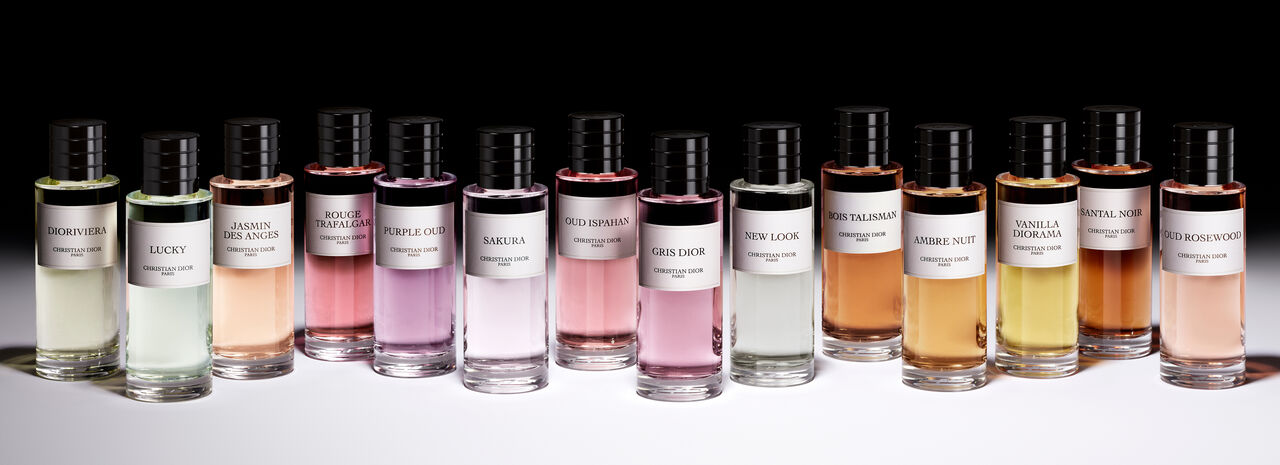 DIORIVIERA
CHRISTIAN DIOR
PARIS
LUCKY
CHRISTIAN DIOR
PARIS
JASMIN
DES ANGES
CHRISTIAN DIOR
PARIS
ROUGE
TRAFALGAR
CHRISTIAN DIOR
PARIS
PURPLE OUD
CHRISTIAN DIOR
PARIS
SAKURA
CHRISTIAN DIOR
PARIS
OUD ISPAHAN
CHRISTIAN DIOR
PARIS
GRIS DIOR
CHRISTIAN DIOR
PARIS
NEW LOOK
CHRISTIAN DIOR
PARIS
BOIS TALISMAN
CHRISTIAN DIOR
PARIS
AMBRE NUIT
CHRISTIAN DIOR
PARIS
VANILLA
DIORAMA
CHRISTIAN DIOR
PARIS
SANTAL NOIR
CHRISTIAN DIOR
PARIS
OUD ROSEWOOD
CHRISTIAN DIOR
PARIS